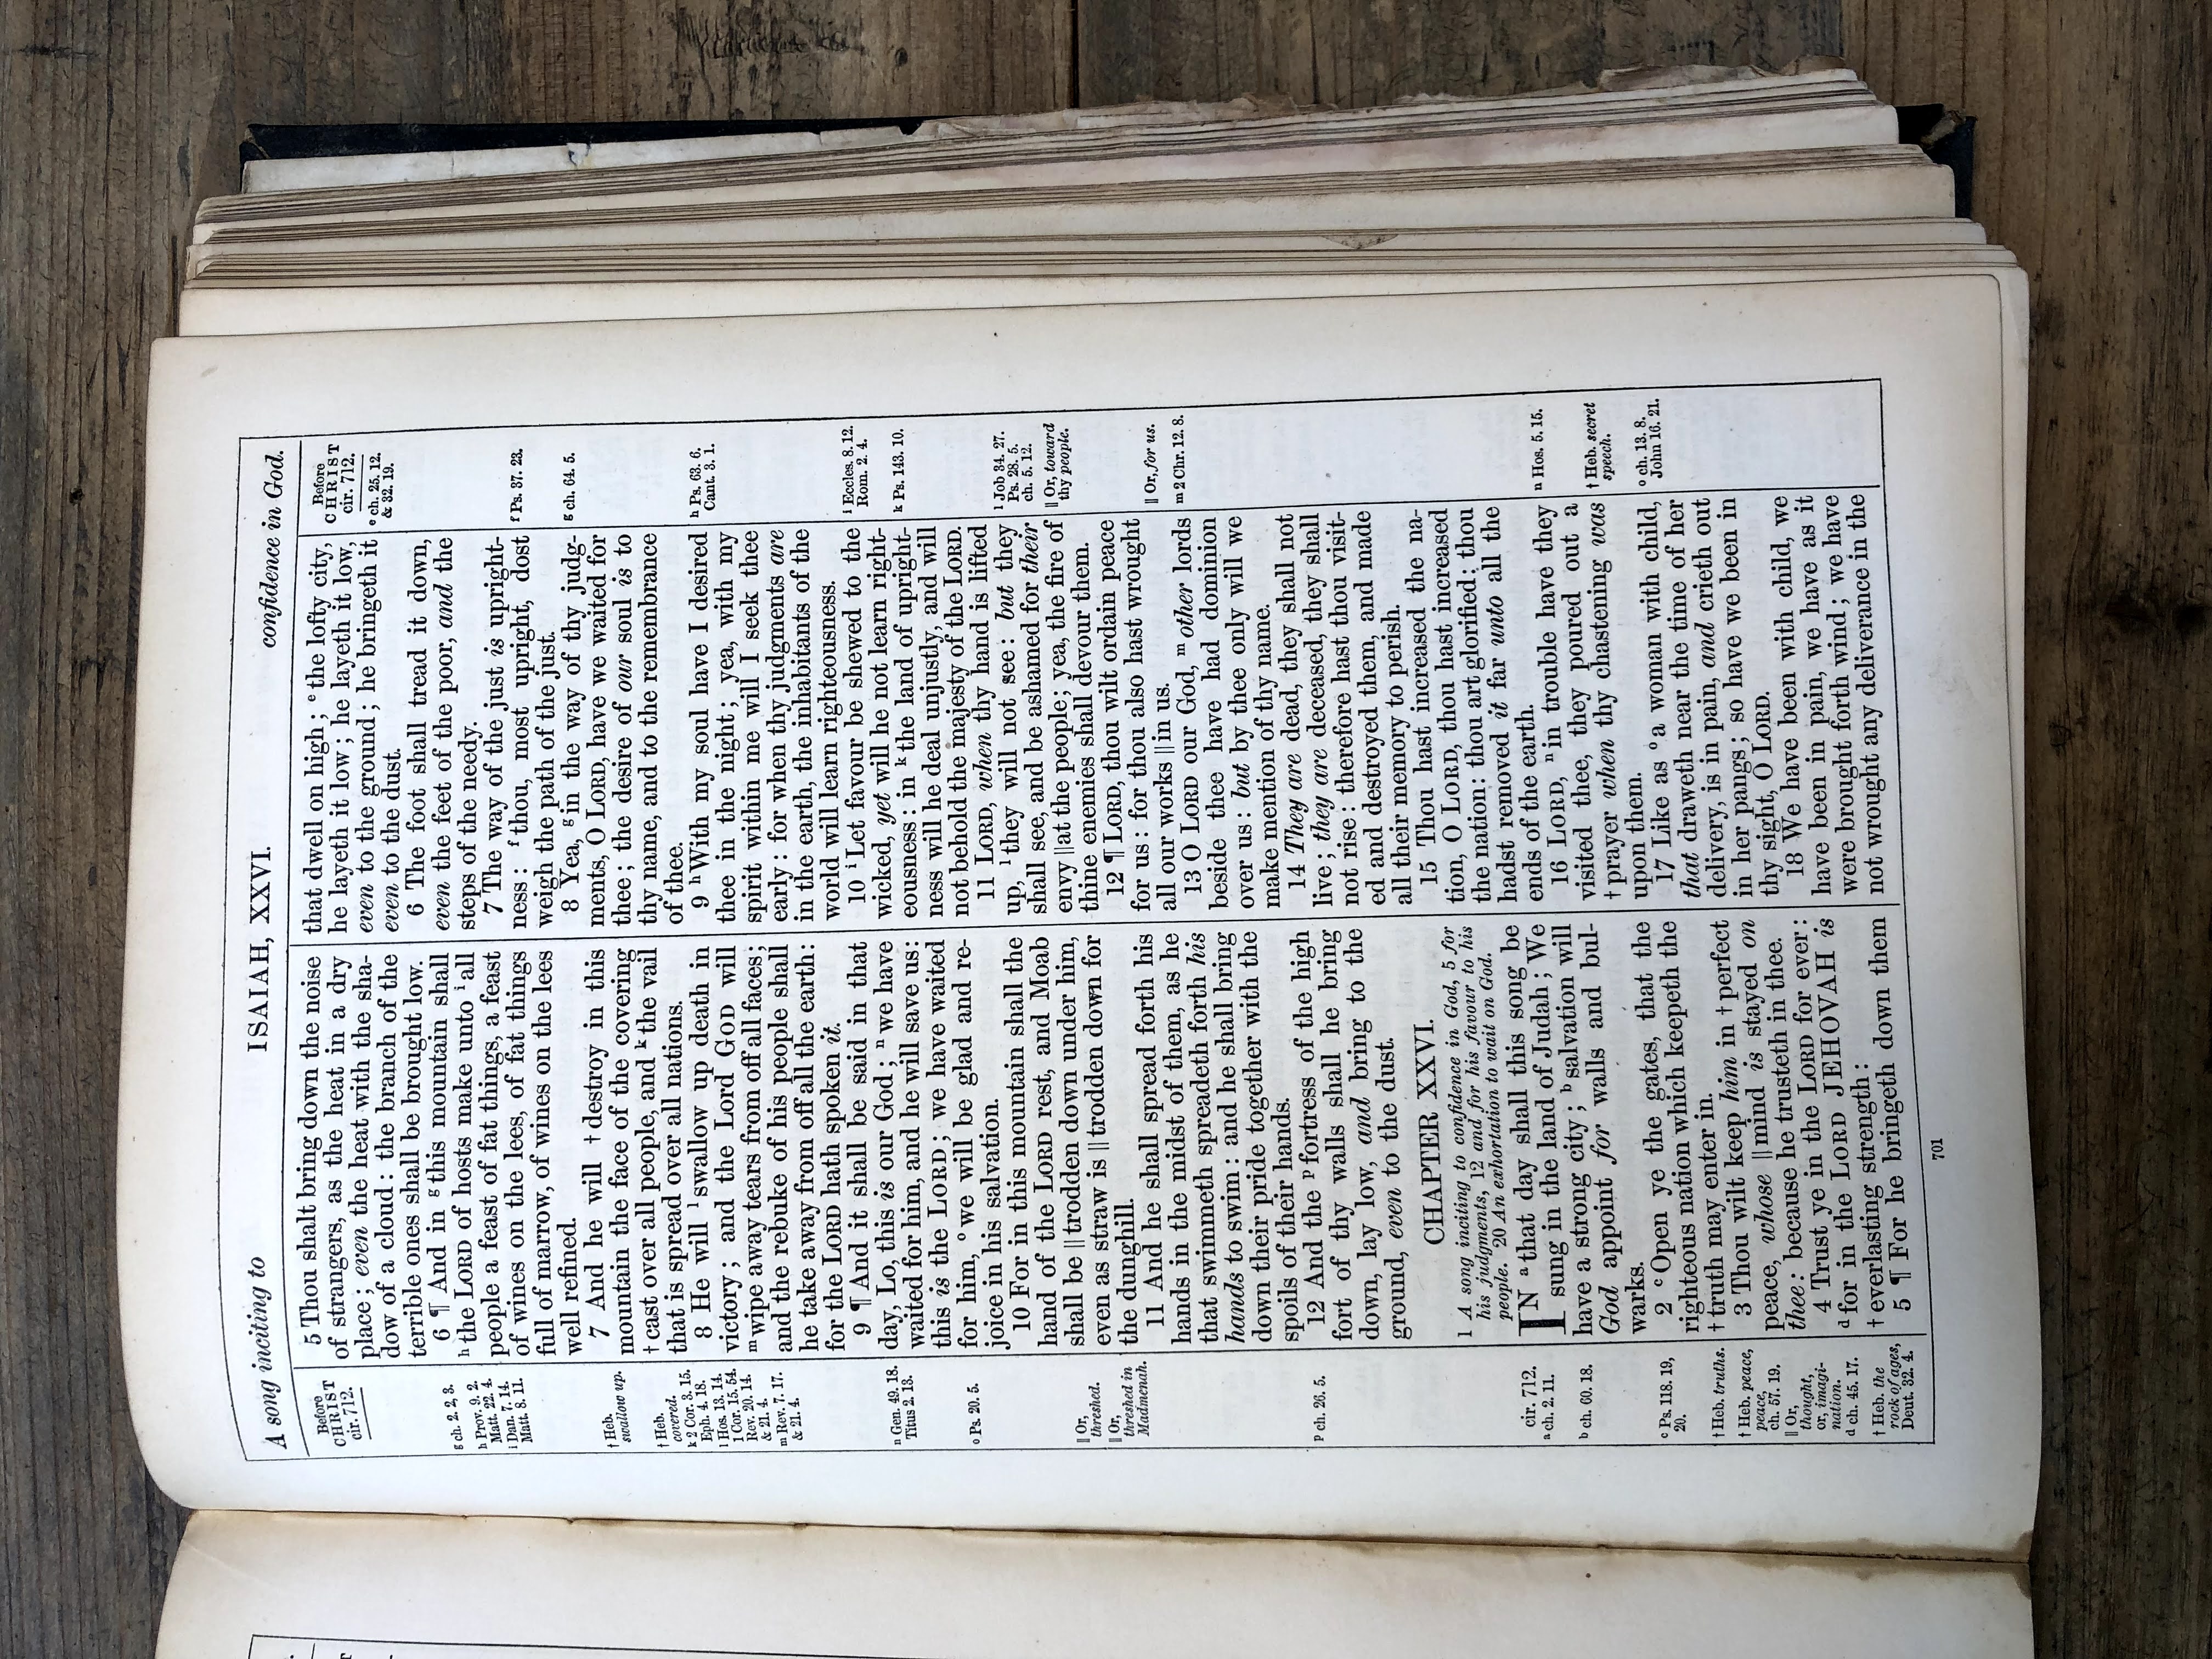 A song inciting to
ISAIAH, XXVI.
confidence in God.
Before
CHRIST
cir. 712.
g ch. 2. 2, 3.
h Prov. 9. 2.
Matt. 22. 4.
i Dan. 7. 14.
Matt. 8. 11.
† Heb.
swallow up.
† Heb.
covered.
k 2 Cor. 3. 15.
Eph. 4. 18.
l Hos. 13. 14.
1 Cor. 15. 54.
Rev. 20. 14.
& 21. 4.
m Rev. 7. 17.
& 21. 4.
n Gen. 49. 18.
Titus 2. 13.
o Ps. 20. 5.
‖ Or,
threshed.
‖ Or,
threshed in
Madmenah.
p ch. 26. 5.
cir. 712.
a ch. 2. 11.
b ch. 60. 18.
c Ps. 118. 19,
20.
† Heb. truths.
† Heb. peace,
peace,
ch. 57. 19.
‖ Or,
thought,
or, imagi-
nation.
d ch. 45. 17.
† Heb. the
rock of ages,
Deut. 32. 4.
5 Thou shalt bring down the noise
of strangers, as the heat in a dry
place; even the heat with the sha-
dow of a cloud: the branch of the
terrible ones shall be brought low.
6 ¶ And in g this mountain shall
h the LORD of hosts make unto i all
people a feast of fat things, a feast
of wines on the lees, of fat things
full of marrow, of wines on the lees
well refined.
7 And he will † destroy in this
mountain the face of the covering
† cast over all people, and k the vail
that is spread over all nations.
8 He will l swallow up death in
victory; and the Lord GOD will
m wipe away tears from off all faces;
and the rebuke of his people shall
he take away from off all the earth:
for the LORD hath spoken it.
9 ¶ And it shall be said in that
day, Lo, this is our God; n we have
waited for him, and he will save us:
this is the LORD; we have waited
for him, o we will be glad and re-
joice in his salvation.
10 For in this mountain shall the
hand of the LORD rest, and Moab
shall be ‖ trodden down under him,
even as straw is ‖ trodden down for
the dunghill.
11 And he shall spread forth his
hands in the midst of them, as he
that swimmeth spreadeth forth his
hands to swim: and he shall bring
down their pride together with the
spoils of their hands.
12 And the p fortress of the high
fort of thy walls shall he bring
down, lay low, and bring to the
ground, even to the dust.
CHAPTER XXVI.
1 A song inciting to confidence in God, 5 for
his judgments, 12 and for his favour to his
people. 20 An exhortation to wait on God.
IN a that day shall this song be
sung in the land of Judah; We
have a strong city; b salvation will
God appoint for walls and bul-
warks.
2 c Open ye the gates, that the
righteous nation which keepeth the
† truth may enter in.
3 Thou wilt keep him in † perfect
peace, whose ‖ mind is stayed on
thee: because he trusteth in thee.
4 Trust ye in the LORD for ever:
d for in the LORD JEHOVAH is
† everlasting strength:
5 ¶ For he bringeth down them
that dwell on high; e the lofty city,
he layeth it low; he layeth it low,
even to the ground; he bringeth it
even to the dust.
6 The foot shall tread it down,
even the feet of the poor, and the
steps of the needy.
7 The way of the just is upright-
ness: f thou, most upright, dost
weigh the path of the just.
8 Yea, g in the way of thy judg-
ments, O LORD, have we waited for
thee; the desire of our soul is to
thy name, and to the remembrance
of thee.
9 h With my soul have I desired
thee in the night; yea, with my
spirit within me will I seek thee
early: for when thy judgments are
in the earth, the inhabitants of the
world will learn righteousness.
10 i Let favour be shewed to the
wicked, yet will he not learn right-
eousness: in k the land of upright-
ness will he deal unjustly, and will
not behold the majesty of the LORD.
11 LORD, when thy hand is lifted
up, l they will not see: but they
shall see, and be ashamed for their
envy ‖ at the people; yea, the fire of
thine enemies shall devour them.
12 ¶ LORD, thou wilt ordain peace
for us: for thou also hast wrought
all our works ‖ in us.
13 O LORD our God, m other lords
beside thee have had dominion
over us: but by thee only will we
make mention of thy name.
14 They are dead, they shall not
live; they are deceased, they shall
not rise: therefore hast thou visit-
ed and destroyed them, and made
all their memory to perish.
15 Thou hast increased the na-
tion, O LORD, thou hast increased
the nation: thou art glorified: thou
hadst removed it far unto all the
ends of the earth.
16 LORD, n in trouble have they
visited thee, they poured out a
† prayer when thy chastening was
upon them.
17 Like as o a woman with child,
that draweth near the time of her
delivery, is in pain, and crieth out
in her pangs; so have we been in
thy sight, O LORD.
18 We have been with child, we
have been in pain, we have as it
were brought forth wind; we have
not wrought any deliverance in the
Before
CHRIST
cir. 712.
e ch. 25. 12.
& 32. 19.
f Ps. 37. 23.
g ch. 64. 5.
h Ps. 63. 6.
Cant. 3. 1.
i Eccles. 8. 12.
Rom. 2. 4.
k Ps. 143. 10.
l Job 34. 27.
Ps. 28. 5.
ch. 5. 12.
‖ Or, toward
thy people.
‖ Or, for us.
m 2 Chr. 12. 8.
n Hos. 5. 15.
† Heb. secret
speech.
o ch. 13. 8.
John 16. 21.
701